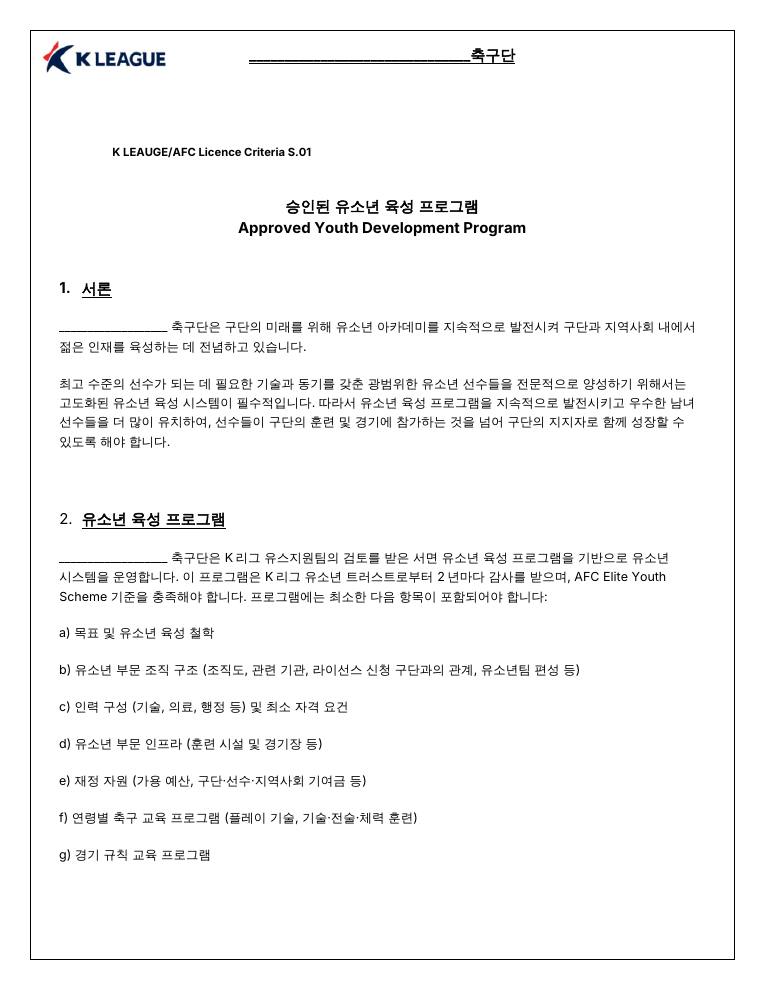 K LEAGUE
______________________________축구단
K LEAUGE/AFC Licence Criteria S.01
승인된 유소년 육성 프로그램
Approved Youth Development Program
1. 서론
__________________ 축구단은 구단의 미래를 위해 유소년 아카데미를 지속적으로 발전시켜 구단과 지역사회 내에서
젊은 인재를 육성하는 데 전념하고 있습니다.
최고 수준의 선수가 되는 데 필요한 기술과 동기를 갖춘 광범위한 유소년 선수들을 전문적으로 양성하기 위해서는
고도화된 유소년 육성 시스템이 필수적입니다. 따라서 유소년 육성 프로그램을 지속적으로 발전시키고 우수한 남녀
선수들을 더 많이 유치하여, 선수들이 구단의 훈련 및 경기에 참가하는 것을 넘어 구단의 지지자로 함께 성장할 수
있도록 해야 합니다.
2. 유소년 육성 프로그램
__________________ 축구단은 K리그 유스지원팀의 검토를 받은 서면 유소년 육성 프로그램을 기반으로 유소년
시스템을 운영합니다. 이 프로그램은 K리그 유소년 트러스트로부터 2년마다 감사를 받으며, AFC Elite Youth
Scheme 기준을 충족해야 합니다. 프로그램에는 최소한 다음 항목이 포함되어야 합니다:
a) 목표 및 유소년 육성 철학
b) 유소년 부문 조직 구조 (조직도, 관련 기관, 라이선스 신청 구단과의 관계, 유소년팀 편성 등)
c) 인력 구성 (기술, 의료, 행정 등) 및 최소 자격 요건
d) 유소년 부문 인프라 (훈련 시설 및 경기장 등)
e) 재정 자원 (가용 예산, 구단·선수·지역사회 기여금 등)
f) 연령별 축구 교육 프로그램 (플레이 기술, 기술·전술·체력 훈련)
g) 경기 규칙 교육 프로그램